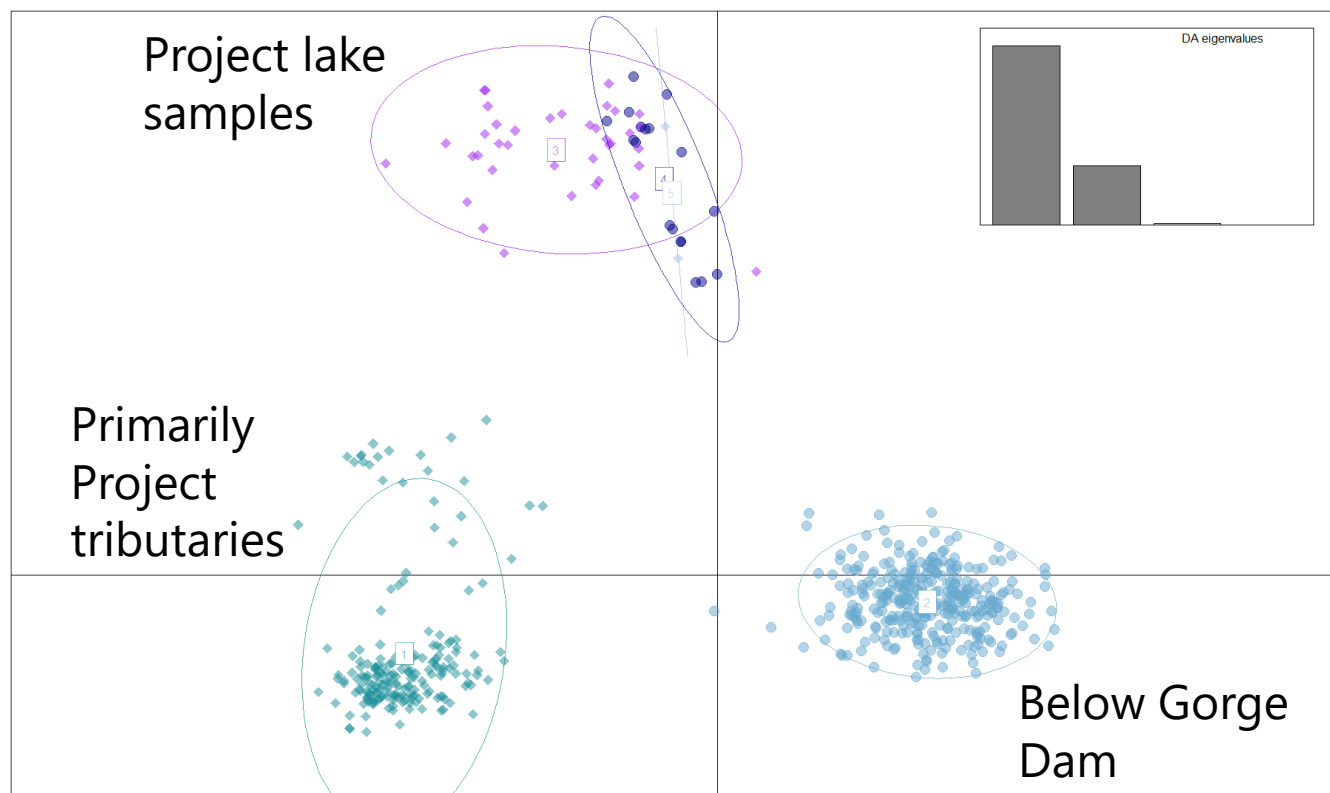 Project lake
samples
DA eigenvalues
3
4
5
Primarily
Project
tributaries
2
1
Below Gorge
Dam